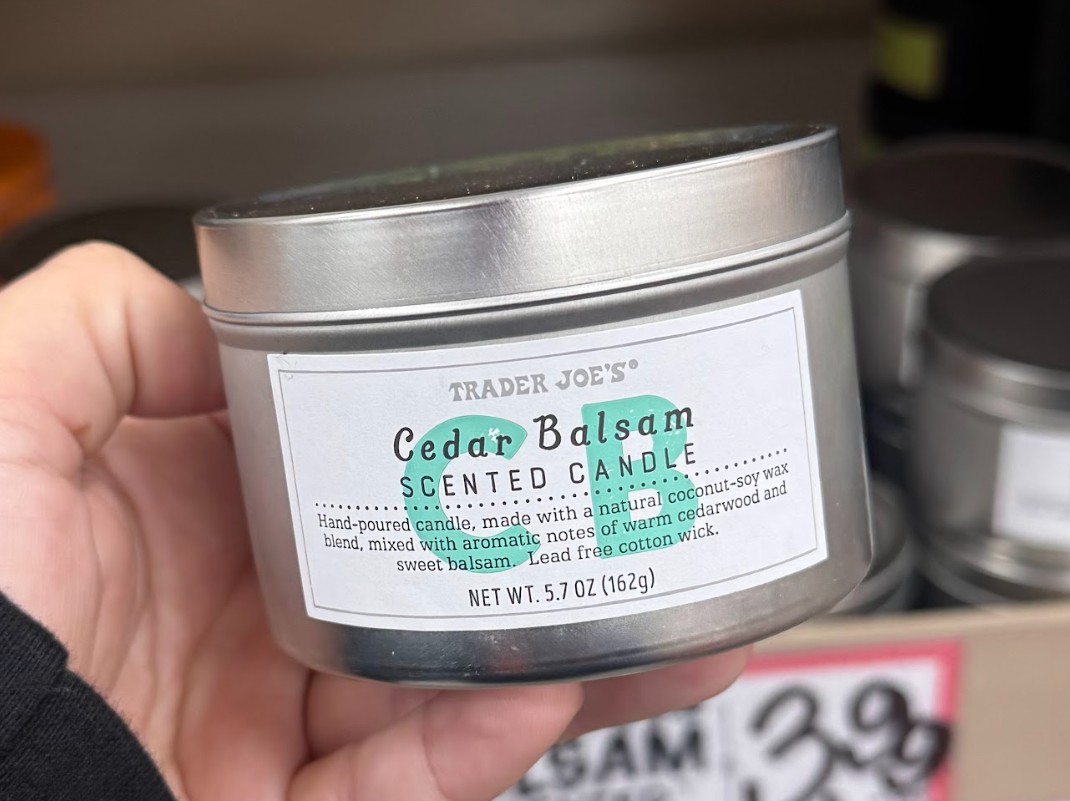 TRADER JOE'S®
Cedar Balsam
SCENTED CANDLE
Hand-poured candle, made with a natural coconut-soy wax
blend, mixed with aromatic notes of warm cedarwood and
sweet balsam. Lead free cotton wick.
NET WT. 5.7 OZ (162g)
3.99